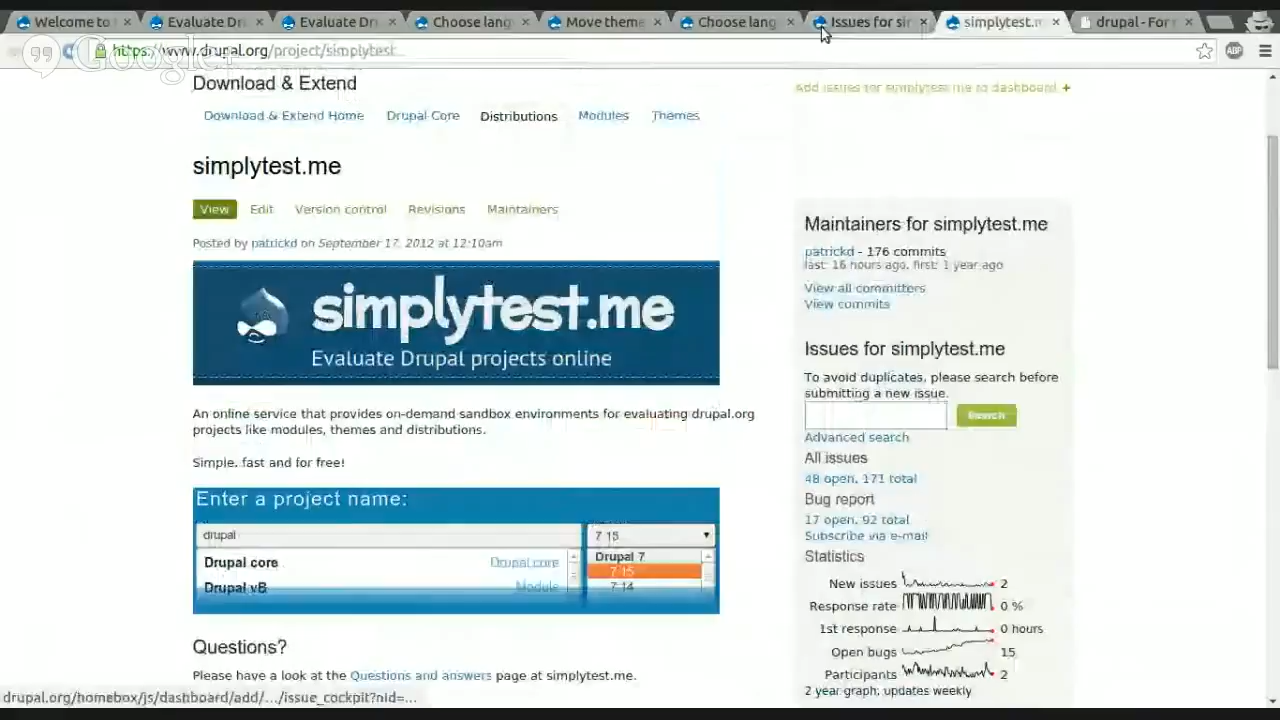 Welcome to
Evaluate Dr
Evaluate Dr
Choose lang
Move theme
Choose lang
Issues for sir
simplytest.m
drupal - For r
https://www.drupal.org/project/simplytest
Google+
ABP
Download & Extend
Add issues for simplytest.me to dashboard +
Download & Extend Home Drupal Core Distributions Modules Themes
simplytest.me
View Edit Version control Revisions Maintainers
Posted by patrickd on September 17, 2012 at 12:10am
simplytest.me
Evaluate Drupal projects online
An online service that provides on-demand sandbox environments for evaluating drupal.org
projects like modules, themes and distributions.
Simple, fast and for free!
Enter a project name:
drupal 7.15
Drupal core Drupal core Drupal 7
7.15
Drupal v8 Module 7.14
Questions?
Please have a look at the Questions and answers page at simplytest.me.
Maintainers for simplytest.me
patrickd - 176 commits
last: 16 hours ago, first: 1 year ago
View all committers
View commits
Issues for simplytest.me
To avoid duplicates, please search before
submitting a new issue.
Search
Advanced search
All issues
48 open, 171 total
Bug report
17 open, 92 total
Subscribe via e-mail
Statistics
New issues 2
Response rate 0 %
1st response 0 hours
Open bugs 15
Participants 2
2 year graph, updates weekly
drupal.org/homebox/js/dashboard/add/.../issue_cockpit?nid=...